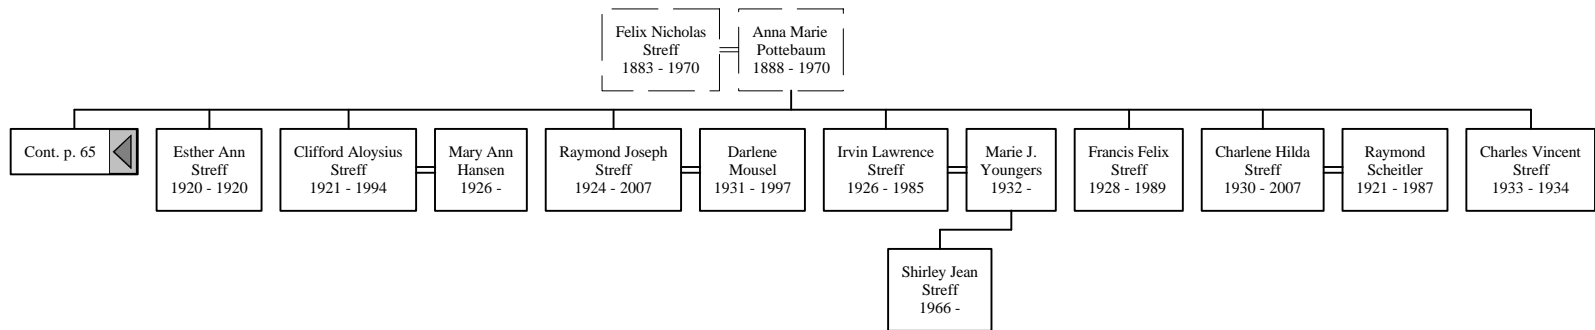 Felix Nicholas
Streff
1883 - 1970
Anna Marie
Pottebaum
1888 - 1970
Cont. p. 65
Esther Ann
Streff
1920 - 1920
Clifford Aloysius
Streff
1921 - 1994
Mary Ann
Hansen
1926 -
Raymond Joseph
Streff
1924 - 2007
Darlene
Mousel
1931 - 1997
Irvin Lawrence
Streff
1926 - 1985
Marie J.
Youngers
1932 -
Francis Felix
Streff
1928 - 1989
Charlene Hilda
Streff
1930 - 2007
Raymond
Scheitler
1921 - 1987
Charles Vincent
Streff
1933 - 1934
Shirley Jean
Streff
1966 -